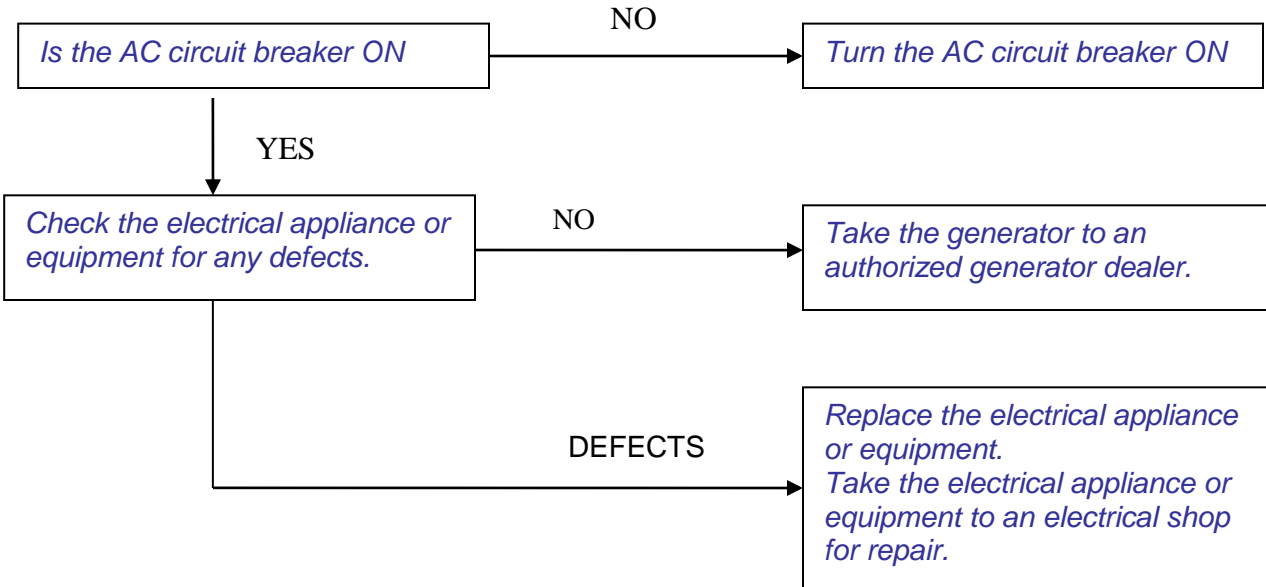 NO
Is the AC circuit breaker ON
Turn the AC circuit breaker ON
YES
Check the electrical appliance or
equipment for any defects.
NO
Take the generator to an
authorized generator dealer.
DEFECTS
Replace the electrical appliance
or equipment.
Take the electrical appliance or
equipment to an electrical shop
for repair.